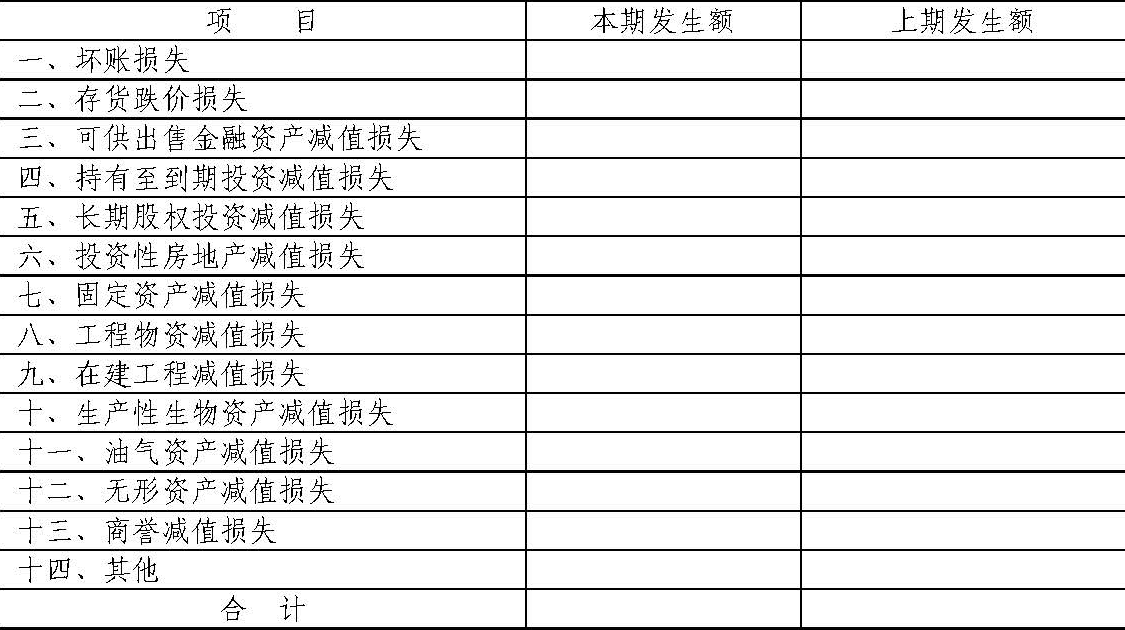 项 目 本期发生额 上期发生额
一、坏账损失
二、存货跌价损失
三、可供出售金融资产减值损失
四、持有至到期投资减值损失
五、长期股权投资减值损失
六、投资性房地产减值损失
七、固定资产减值损失
八、工程物资减值损失
九、在建工程减值损失
十、生产性生物资产减值损失
十一、油气资产减值损失
十二、无形资产减值损失
十三、商誉减值损失
十四、其他
合 计